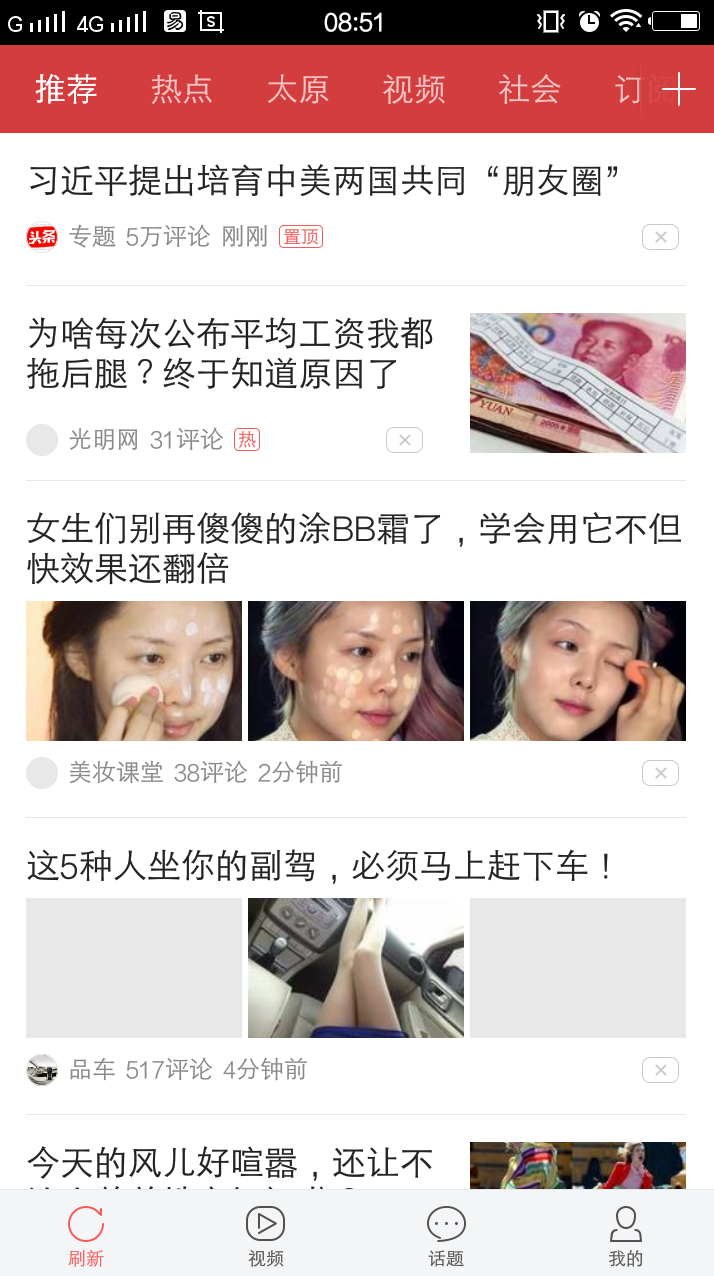 G 4G 易 S 08:51
推荐 热点 太原 视频 社会 订
习近平提出培育中美两国共同“朋友圈”
头条 专题 5万评论 刚刚 置顶
为啥每次公布平均工资我都
拖后腿？终于知道原因了
YUAN
光明网 31评论 热
女生们别再傻傻的涂BB霜了，学会用它不但
快效果还翻倍
美妆课堂 38评论 2分钟前
这5种人坐你的副驾，必须马上赶下车！
品车 517评论 4分钟前
今天的风儿好喧嚣，还让不
刷新 视频 话题 我的